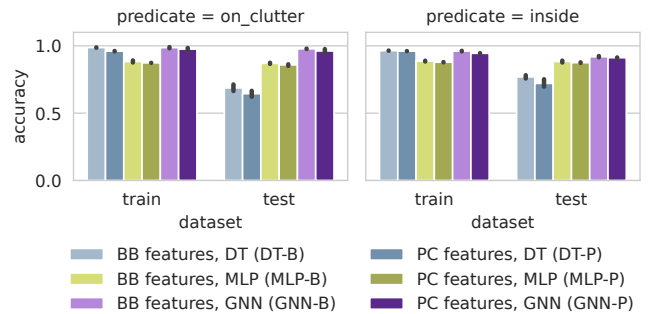 predicate = on_clutter
predicate = inside
accuracy
1.0
0.5
0.0
train
test
train
test
dataset
dataset
BB features, DT (DT-B)
PC features, DT (DT-P)
BB features, MLP (MLP-B)
PC features, MLP (MLP-P)
BB features, GNN (GNN-B)
PC features, GNN (GNN-P)